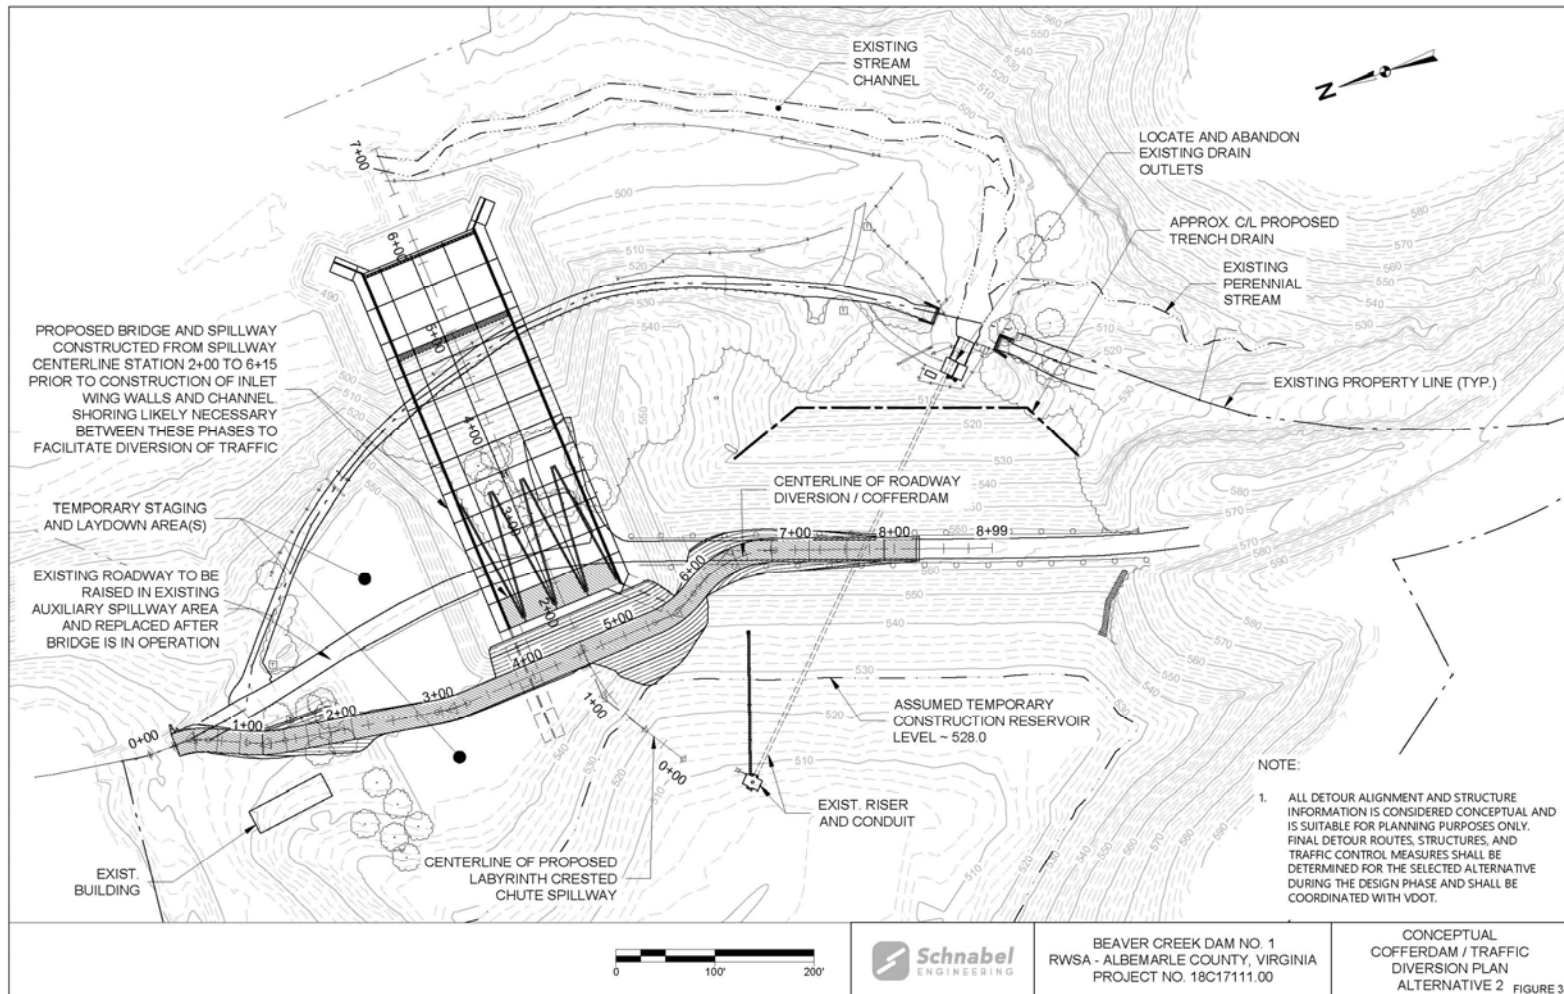 EXISTING
STREAM
CHANNEL
N
LOCATE AND ABANDON
EXISTING DRAIN
OUTLETS
APPROX. C/L PROPOSED
TRENCH DRAIN
EXISTING
PERENNIAL
STREAM
EXISTING PROPERTY LINE (TYP.)
PROPOSED BRIDGE AND SPILLWAY
CONSTRUCTED FROM SPILLWAY
CENTERLINE STATION 2+00 TO 6+15
PRIOR TO CONSTRUCTION OF INLET
WING WALLS AND CHANNEL.
SHORING LIKELY NECESSARY
BETWEEN THESE PHASES TO
FACILITATE DIVERSION OF TRAFFIC
TEMPORARY STAGING
AND LAYDOWN AREA(S)
EXISTING ROADWAY TO BE
RAISED IN EXISTING
AUXILIARY SPILLWAY AREA
AND REPLACED AFTER
BRIDGE IS IN OPERATION
7+00
6+00
5+00
4+00
3+00
2+00
1+00
0+00
CENTERLINE OF ROADWAY
DIVERSION / COFFERDAM
0+00
1+00
2+00
3+00
4+00
5+00
6+00
7+00
8+00
8+99
ASSUMED TEMPORARY
CONSTRUCTION RESERVOIR
LEVEL ~ 528.0
EXIST. RISER
AND CONDUIT
CENTERLINE OF PROPOSED
LABYRINTH CRESTED
CHUTE SPILLWAY
EXIST.
BUILDING
NOTE:
1. ALL DETOUR ALIGNMENT AND STRUCTURE
INFORMATION IS CONSIDERED CONCEPTUAL AND
IS SUITABLE FOR PLANNING PURPOSES ONLY.
FINAL DETOUR ROUTES, STRUCTURES, AND
TRAFFIC CONTROL MEASURES SHALL BE
DETERMINED FOR THE SELECTED ALTERNATIVE
DURING THE DESIGN PHASE AND SHALL BE
COORDINATED WITH VDOT.
0 100' 200'
Schnabel
ENGINEERING
BEAVER CREEK DAM NO. 1
RWSA - ALBEMARLE COUNTY, VIRGINIA
PROJECT NO. 18C17111.00
CONCEPTUAL
COFFERDAM / TRAFFIC
DIVERSION PLAN
ALTERNATIVE 2
FIGURE 3